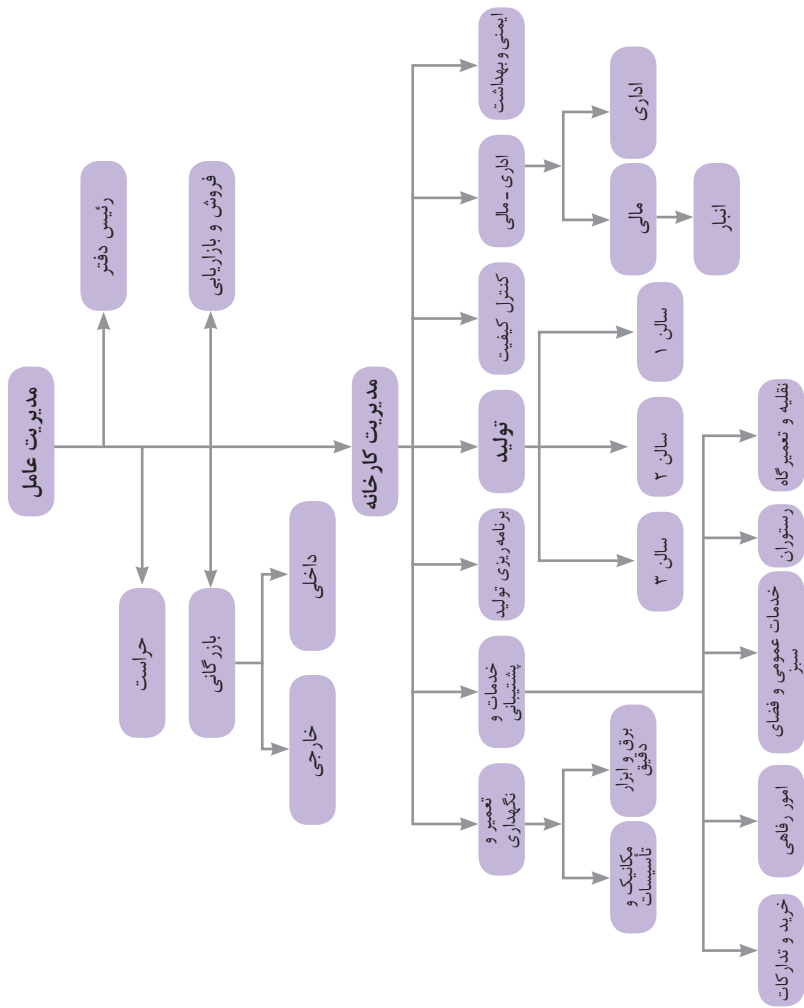 مدیریت عامل
رئیس دفتر
حراست
فروش و بازاریابی
بازرگانی
داخلی
خارجی
مدیریت کارخانه
ایمنی و بهداشت
اداری - مالی
کنترل کیفیت
تولید
برنامه‌ریزی تولید
خدمات و
پشتیبانی
تعمیر و
نگهداری
اداری
مالی
انبار
سالن ۱
سالن ۲
سالن ۳
برق و ابزار
دقیق
مکانیک و
تأسیسات
نقلیه و تعمیرگاه
رستوران
خدمات عمومی و فضای
سبز
امور رفاهی
خرید و تدارکات